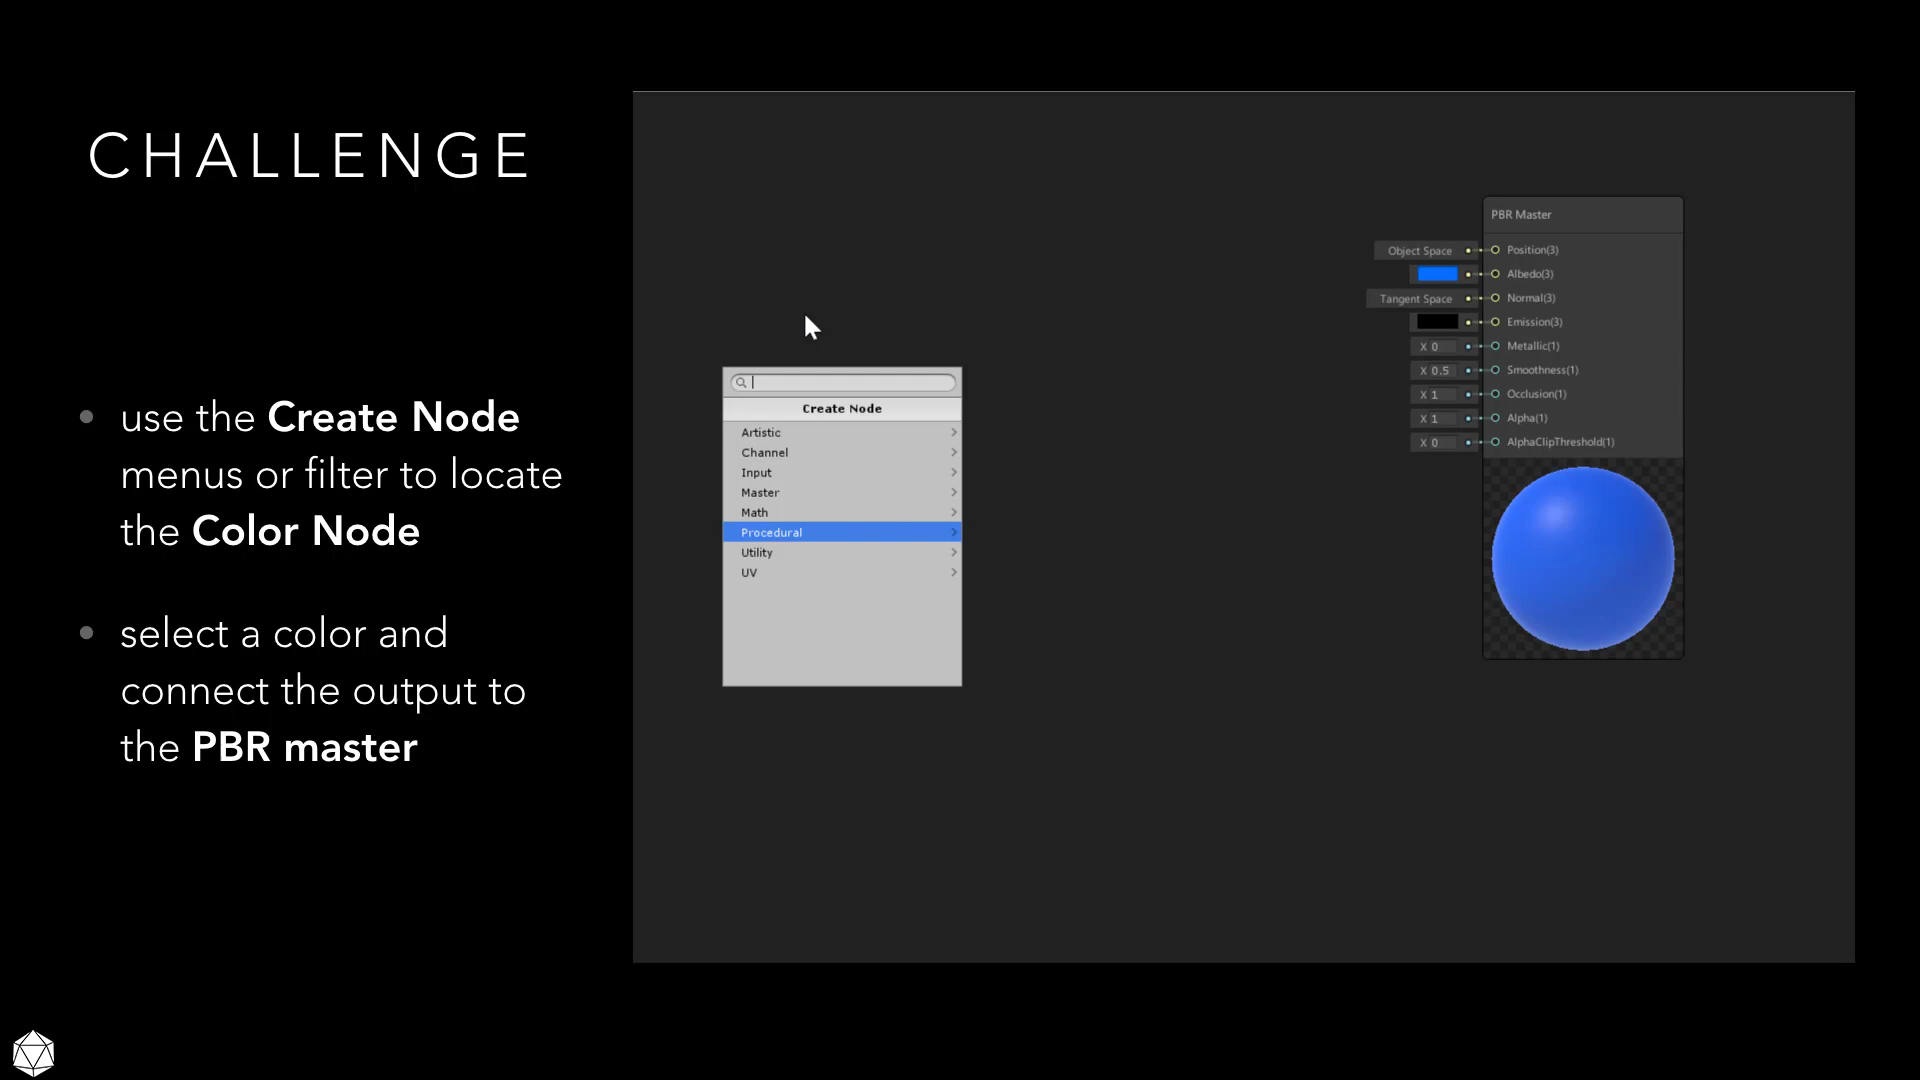 CHALLENGE
use the Create Node
menus or filter to locate
the Color Node
select a color and
connect the output to
the PBR master
Create Node
Artistic
Channel
Input
Master
Math
Procedural
Utility
UV
PBR Master
Object Space Position(3)
Albedo(3)
Tangent Space Normal(3)
Emission(3)
X 0 Metallic(1)
X 0.5 Smoothness(1)
X 1 Occlusion(1)
X 1 Alpha(1)
X 0 AlphaClipThreshold(1)